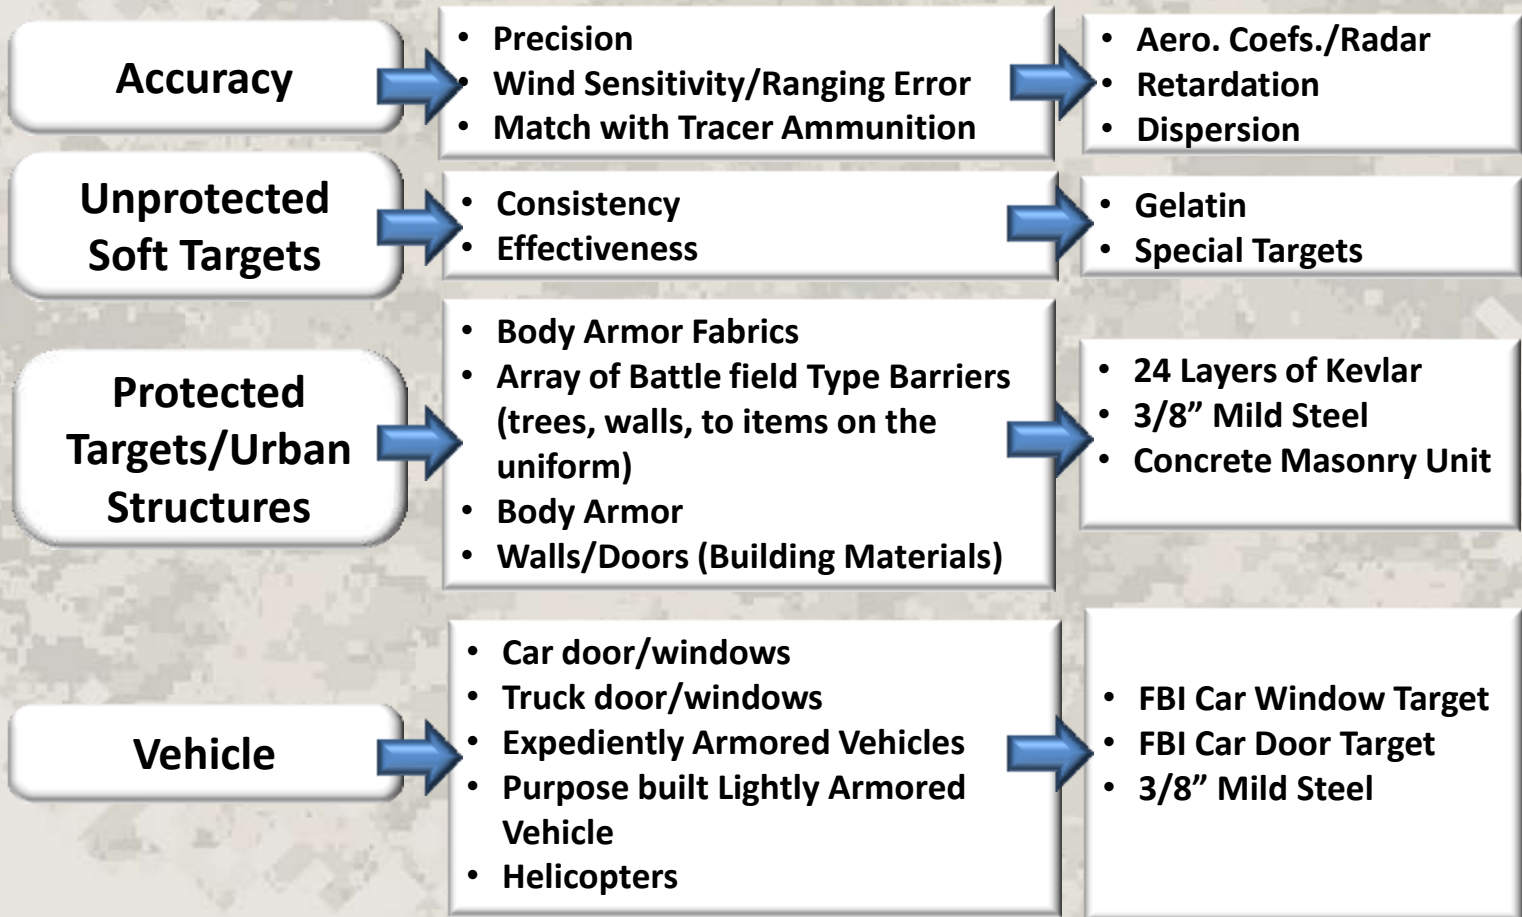 Accuracy
• Precision
• Wind Sensitivity/Ranging Error
• Match with Tracer Ammunition
• Aero. Coefs./Radar
• Retardation
• Dispersion
Unprotected
Soft Targets
• Consistency
• Effectiveness
• Gelatin
• Special Targets
Protected
Targets/Urban
Structures
• Body Armor Fabrics
• Array of Battle field Type Barriers
(trees, walls, to items on the
uniform)
• Body Armor
• Walls/Doors (Building Materials)
• 24 Layers of Kevlar
• 3/8” Mild Steel
• Concrete Masonry Unit
Vehicle
• Car door/windows
• Truck door/windows
• Expediently Armored Vehicles
• Purpose built Lightly Armored
Vehicle
• Helicopters
• FBI Car Window Target
• FBI Car Door Target
• 3/8” Mild Steel